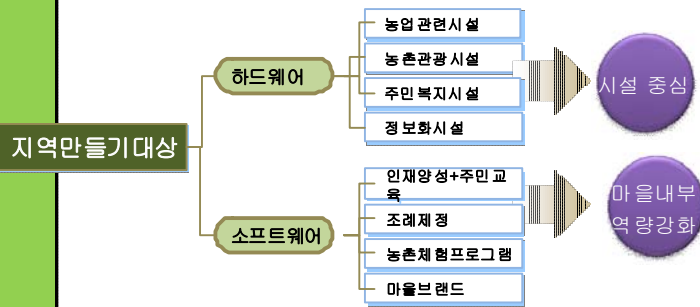 지역만들기대상
하드웨어
농업관련시설
농촌관광시설
주민복지시설
정보화시설
시설 중심
소프트웨어
인재양성+주민교
육
조례제정
농촌체험프로그램
마을브랜드
마을내부
역량강화